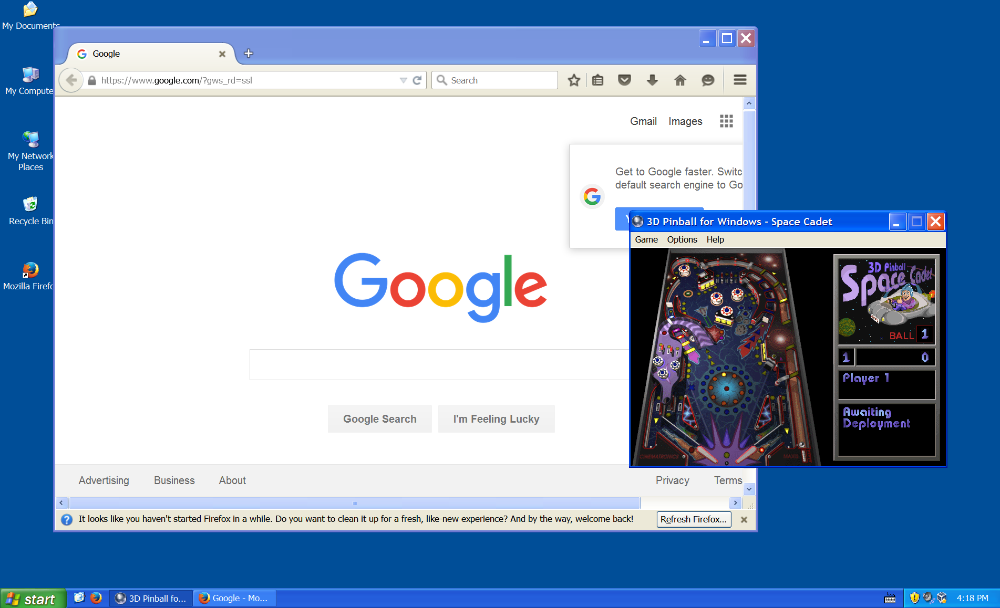 My Documents
My Compute
My Network
Places
Recycle Bin
Mozilla Firefo
Google
https://www.google.com/?gws_rd=ssl
Search
Gmail Images
Get to Google faster. Switc
default search engine to Go
Y
Google
Google Search
I'm Feeling Lucky
Advertising Business About
Privacy Terms
It looks like you haven't started Firefox in a while. Do you want to clean it up for a fresh, like-new experience? And by the way, welcome back!
Refresh Firefox...
3D Pinball for Windows - Space Cadet
Game Options Help
3D Pinball
Space Cadet
BALL 1
1 0
Player 1
Awaiting
Deployment
CINEMATRONICS
MAXIS
start
3D Pinball fo...
Google - Mo...
4:18 PM